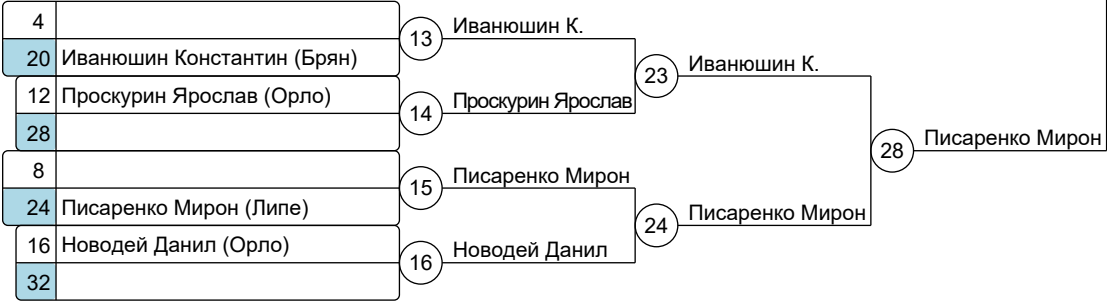 4
20 Иванюшин Константин (Брян)
12 Проскурин Ярослав (Орло)
28
8
24 Писаренко Мирон (Липе)
16 Новодей Данил (Орло)
32
13 Иванюшин К.
14 Проскурин Ярослав
15 Писаренко Мирон
16 Новодей Данил
23 Иванюшин К.
24 Писаренко Мирон
28 Писаренко Мирон